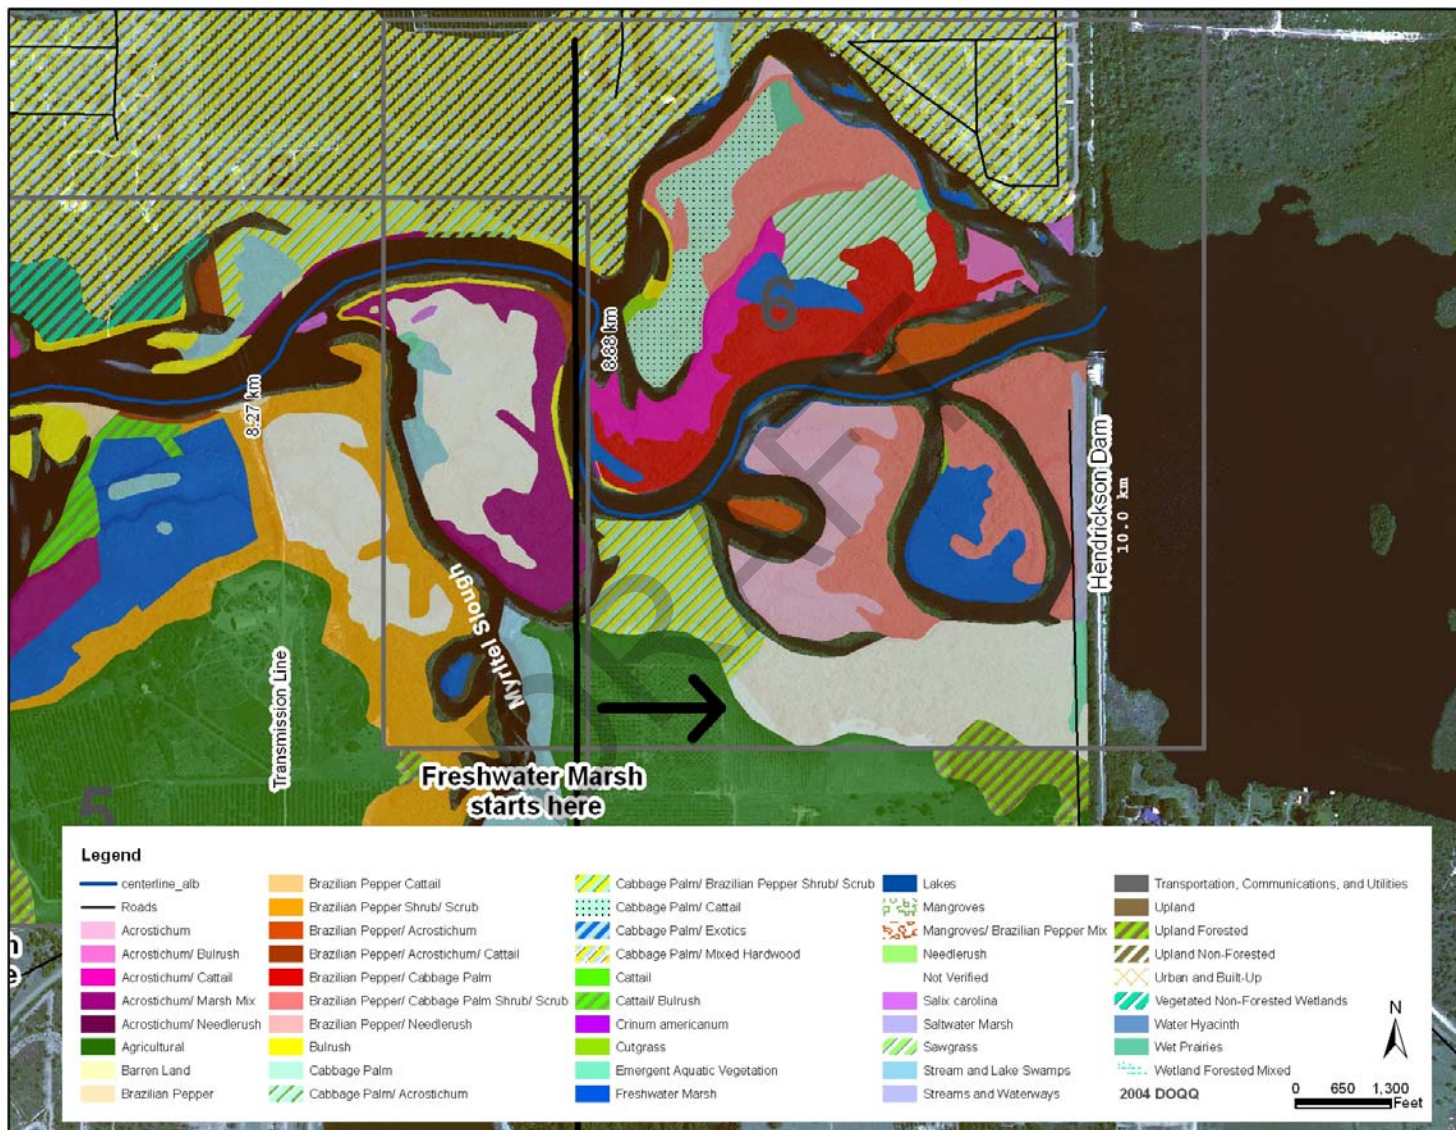 6
8.88 km
8.27 km
Hendrickson Dam
10.0 km
Myritel Slough
Transmission Line
DRAFT
Freshwater Marsh
starts here
5
Legend
centerline_alb
Roads
Acrostichum
Acrostichum/ Bulrush
Acrostichum/ Cattail
Acrostichum/ Marsh Mix
Acrostichum/ Needlerush
Agricultural
Barren Land
Brazilian Pepper
Brazilian Pepper Cattail
Brazilian Pepper Shrub/ Scrub
Brazilian Pepper/ Acrostichum
Brazilian Pepper/ Acrostichum/ Cattail
Brazilian Pepper/ Cabbage Palm
Brazilian Pepper/ Cabbage Palm Shrub/ Scrub
Brazilian Pepper/ Needlerush
Bulrush
Cabbage Palm
Cabbage Palm/ Acrostichum
Cabbage Palm/ Brazilian Pepper Shrub/ Scrub
Cabbage Palm/ Cattail
Cabbage Palm/ Exotics
Cabbage Palm/ Mixed Hardwood
Cattail
Cattail/ Bulrush
Crinum americanum
Cutgrass
Emergent Aquatic Vegetation
Freshwater Marsh
Lakes
Mangroves
Mangroves/ Brazilian Pepper Mix
Needlerush
Not Verified
Salix carolina
Saltwater Marsh
Sawgrass
Stream and Lake Swamps
Streams and Waterways
Transportation, Communications, and Utilities
Upland
Upland Forested
Upland Non-Forested
Urban and Built-Up
Vegetated Non-Forested Wetlands
Water Hyacinth
Wet Prairies
Wetland Forested Mixed
2004 DOQQ
N
0 650 1,300
Feet